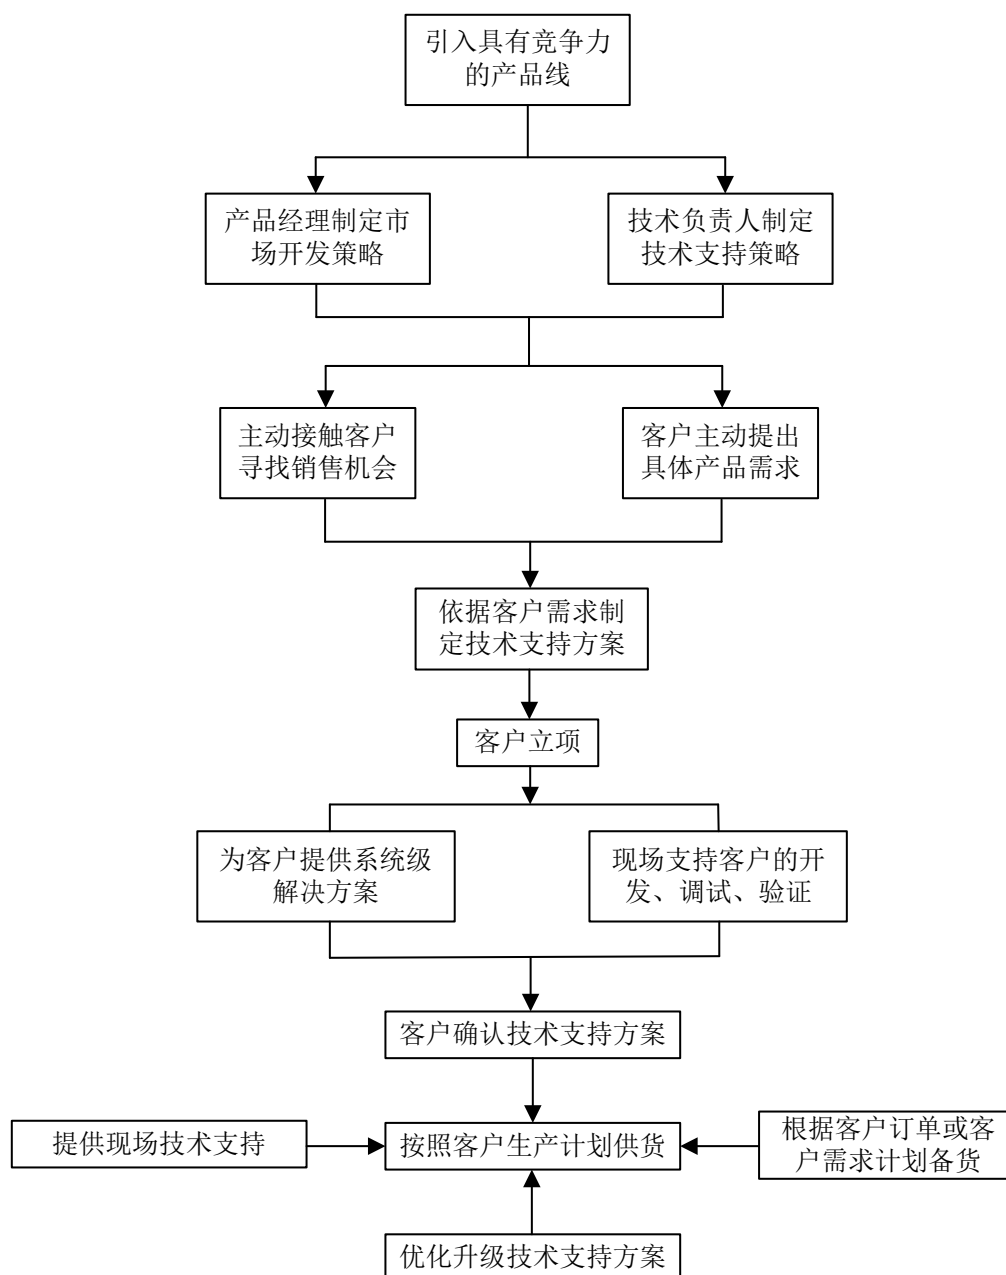 引入具有竞争力
的产品线
产品经理制定市
场开发策略
技术负责人制定
技术支持策略
主动接触客户
寻找销售机会
客户主动提出
具体产品需求
依据客户需求制
定技术支持方案
客户立项
为客户提供系统级
解决方案
现场支持客户的开
发、调试、验证
客户确认技术支持方案
提供现场技术支持
按照客户生产计划供货
根据客户订单或客
户需求计划备货
优化升级技术支持方案